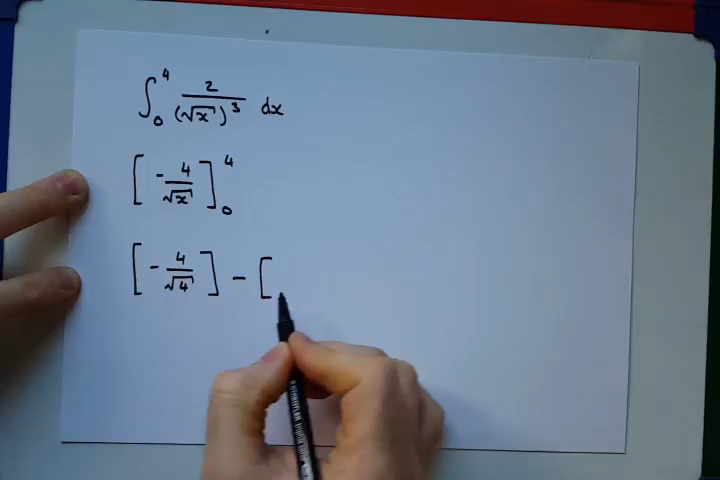 ∫₀⁴ 2/(√x)³ dx
[-4/√x]₀⁴
[-4/√4] - [